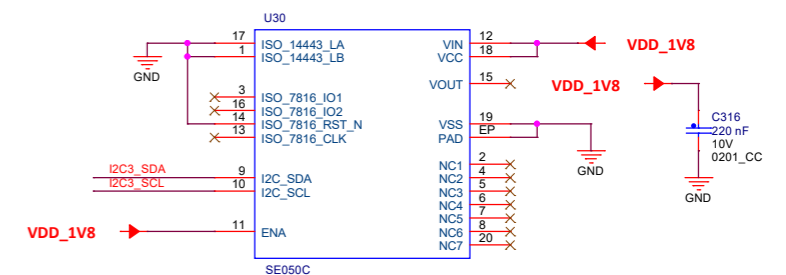 U30
17 ISO_14443_LA
1 ISO_14443_LB
GND
3 ISO_7816_IO1
16 ISO_7816_IO2
14 ISO_7816_RST_N
13 ISO_7816_CLK
I2C3_SDA 9 I2C_SDA
I2C3_SCL 10 I2C_SCL
VDD_1V8 11 ENA
VIN 12 VDD_1V8
VCC 18
VOUT 15
VSS 19
PAD EP
GND
NC1 2
NC2 4
NC3 5
NC4 6
NC5 7
NC6 8
NC7 20
SE050C
VDD_1V8
C316
220 nF
10V
0201_CC
GND